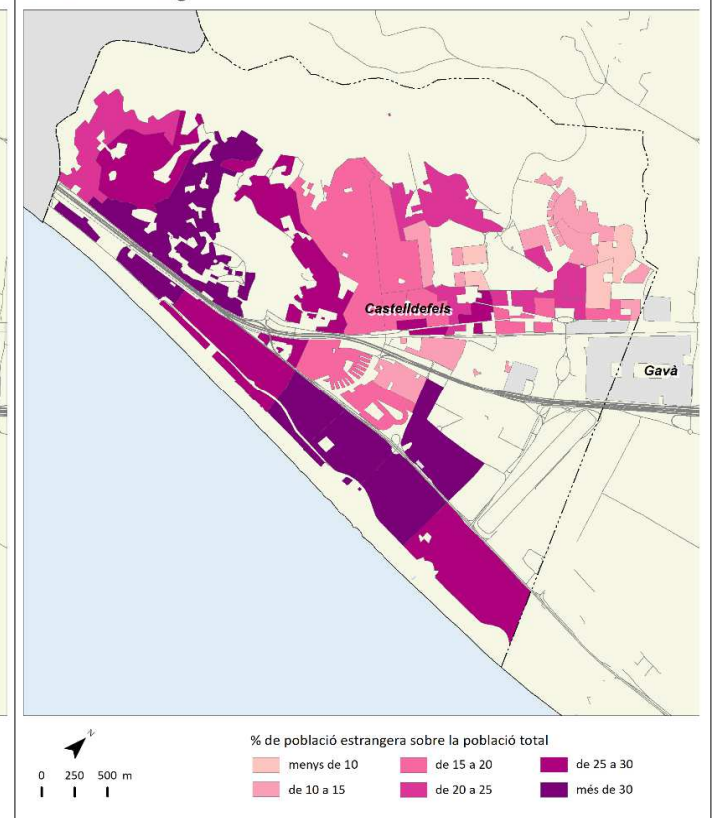 Castelldefels
Gavà
N
0 250 500 m
% de població estrangera sobre la població total
menys de 10
de 10 a 15
de 15 a 20
de 20 a 25
de 25 a 30
més de 30